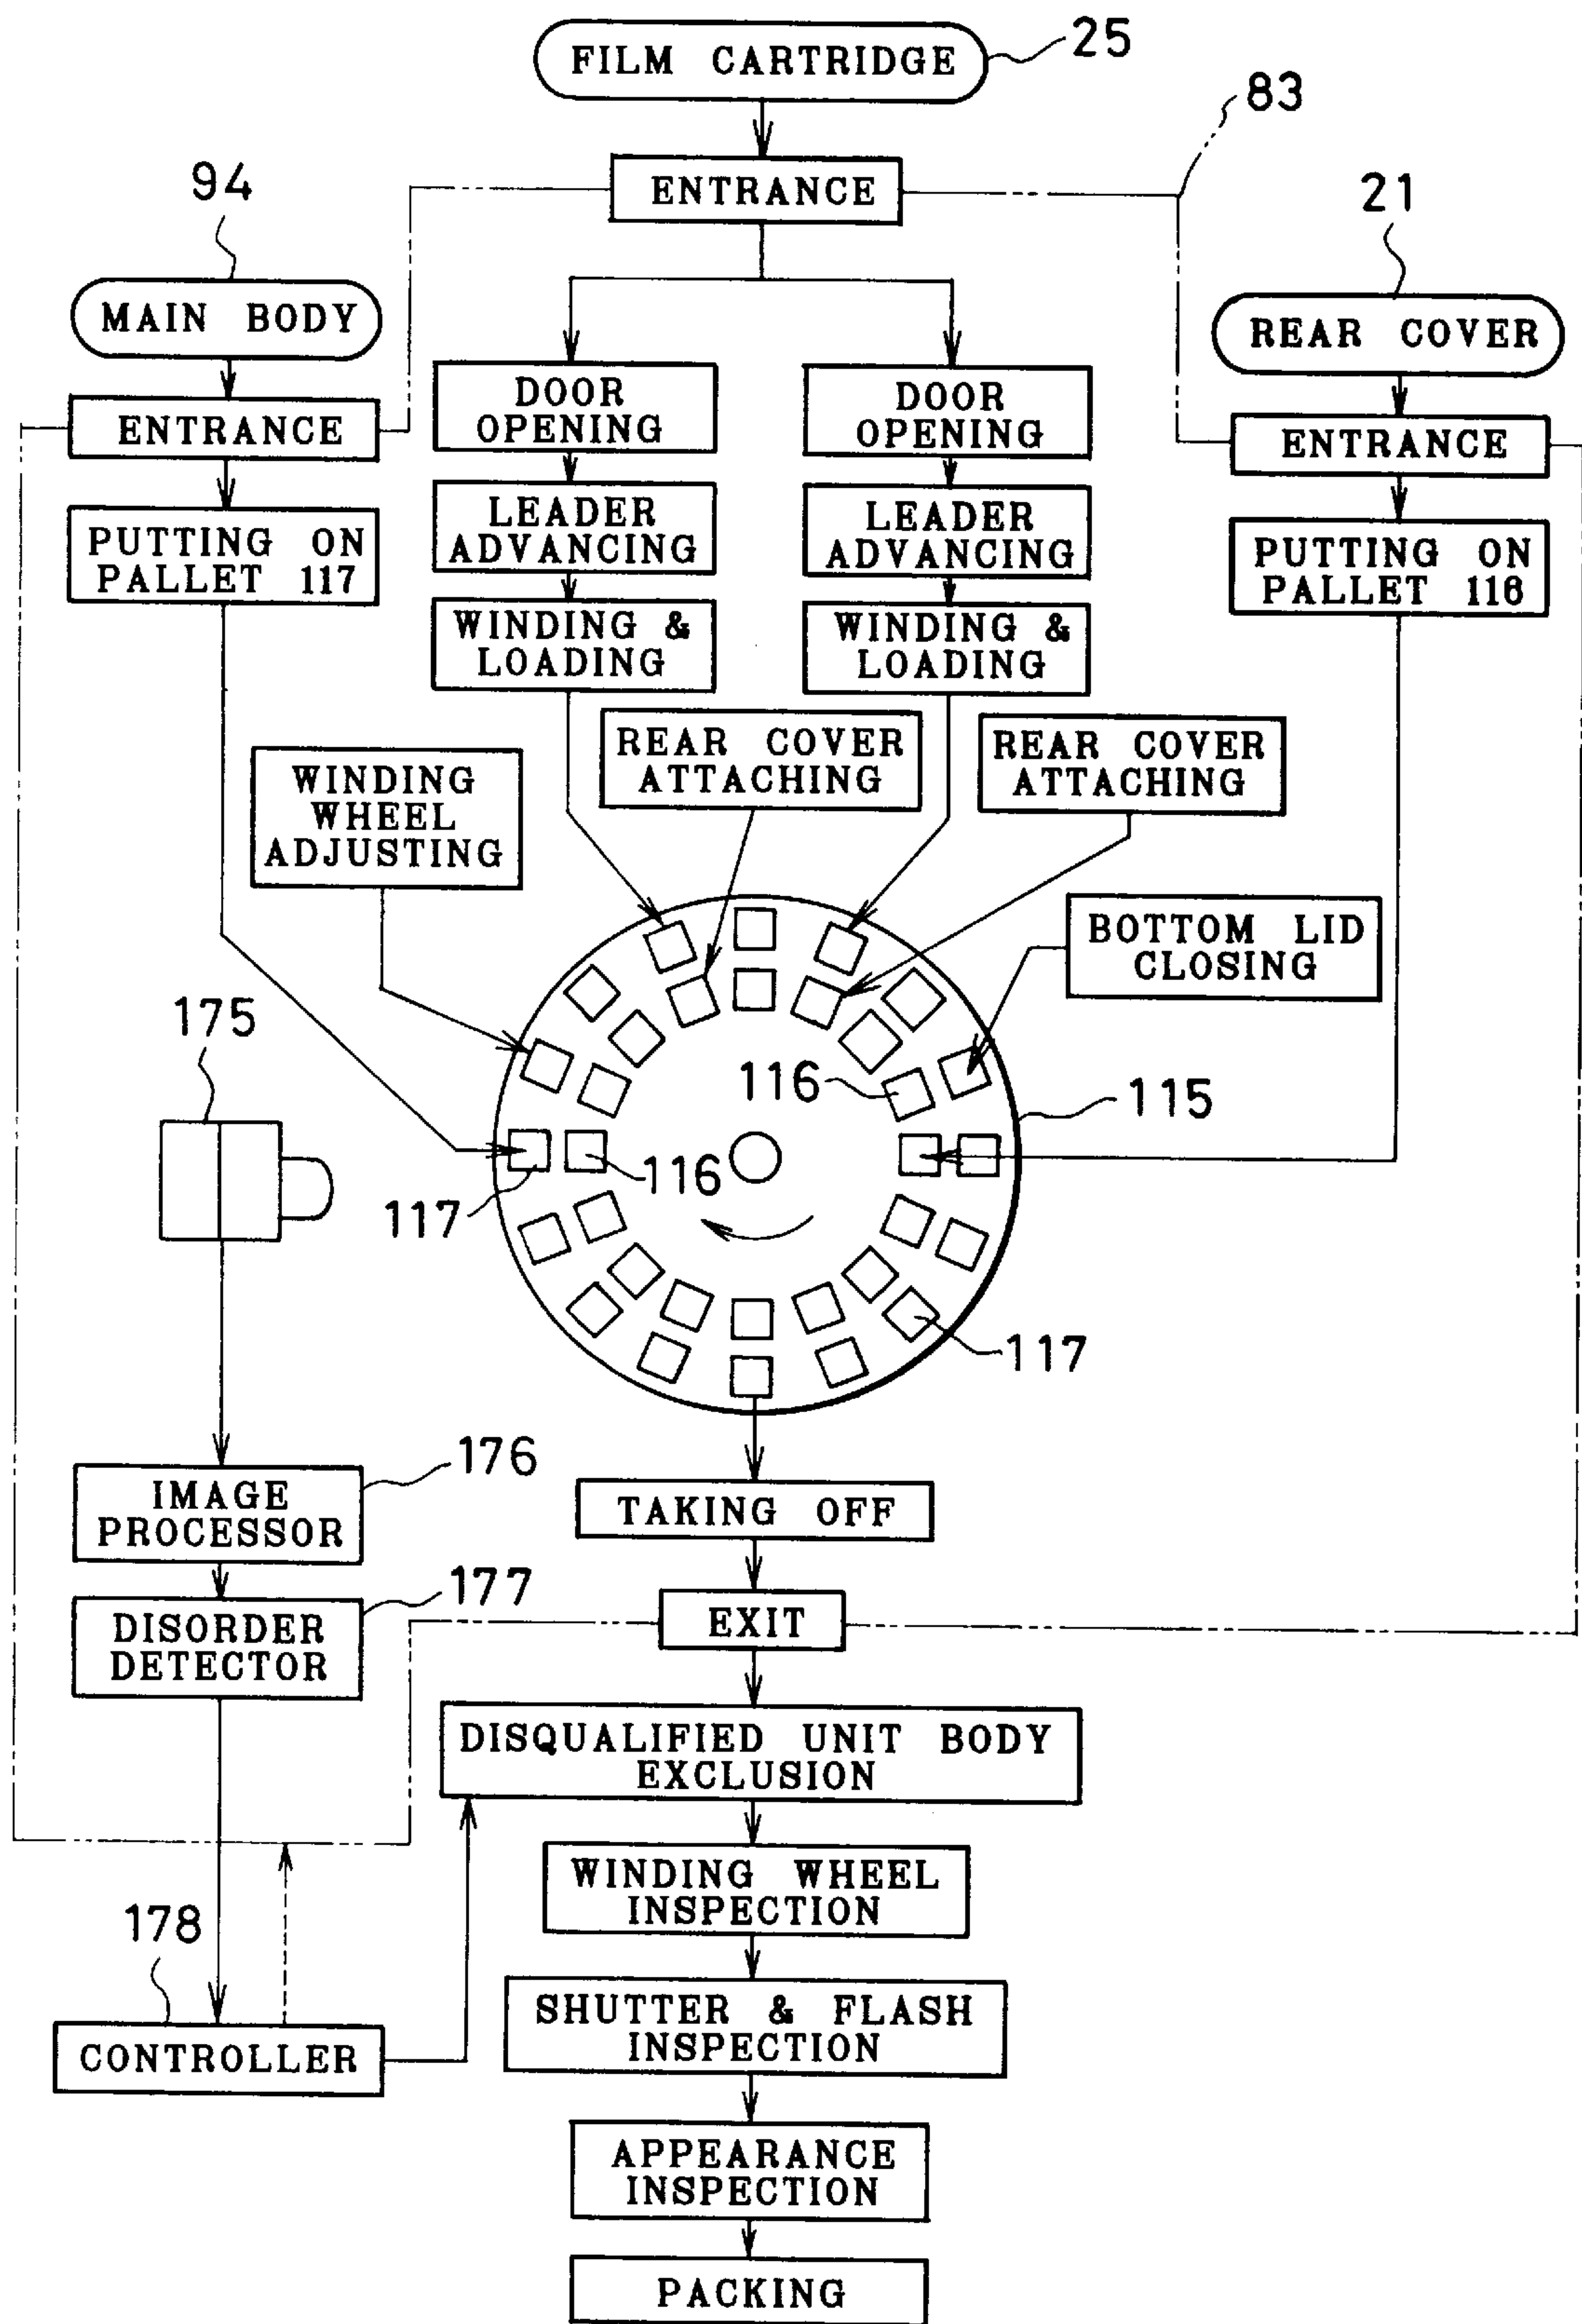 FILM CARTRIDGE
25
83
ENTRANCE
94
21
MAIN BODY
REAR COVER
ENTRANCE
DOOR
OPENING
DOOR
OPENING
ENTRANCE
PUTTING ON
PALLET 117
LEADER
ADVANCING
LEADER
ADVANCING
PUTTING ON
PALLET 116
WINDING &
LOADING
WINDING &
LOADING
REAR COVER
ATTACHING
REAR COVER
ATTACHING
WINDING
WHEEL
ADJUSTING
BOTTOM LID
CLOSING
175
116
115
116
117
117
176
IMAGE
PROCESSOR
TAKING OFF
177
DISORDER
DETECTOR
EXIT
DISQUALIFIED UNIT BODY
EXCLUSION
WINDING WHEEL
INSPECTION
178
SHUTTER & FLASH
INSPECTION
CONTROLLER
APPEARANCE
INSPECTION
PACKING